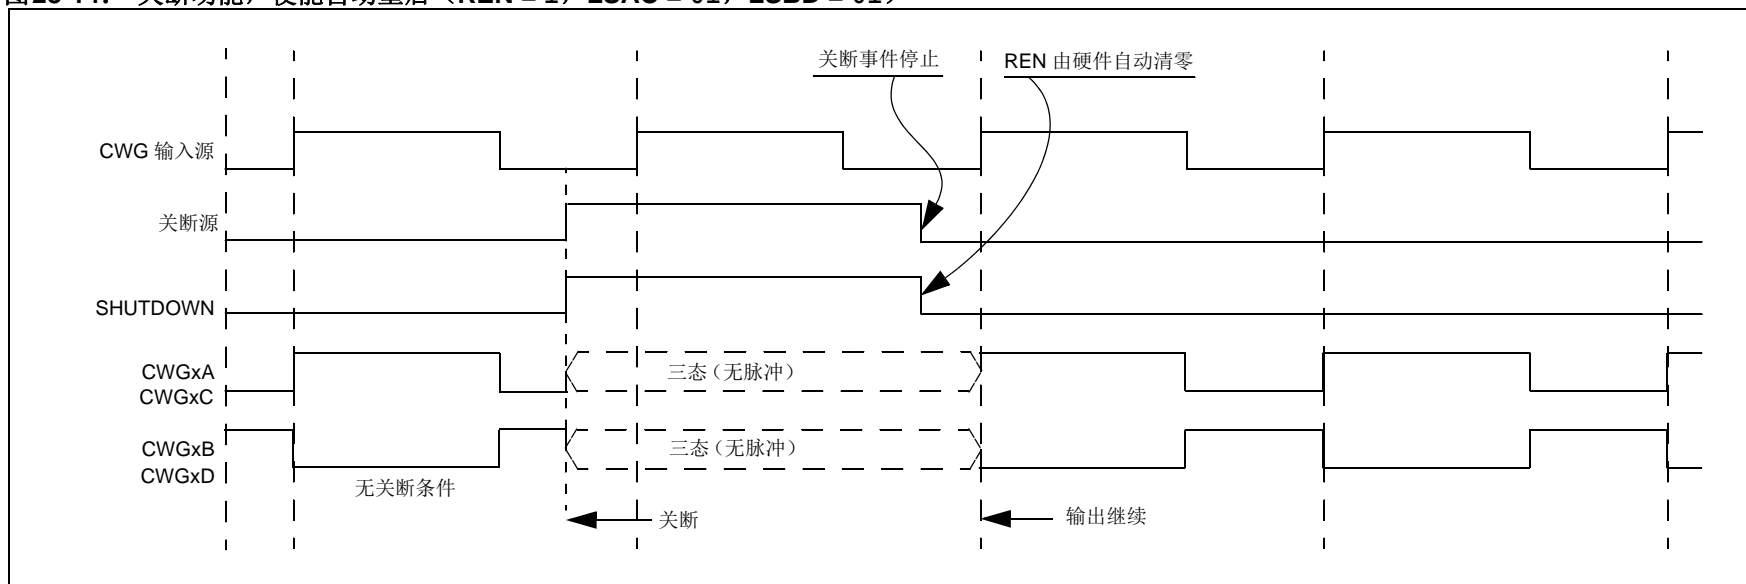 关断事件停止
REN 由硬件自动清零
CWG 输入源
关断源
SHUTDOWN
CWGxA
CWGxC
三态（无脉冲）
CWGxB
CWGxD
三态（无脉冲）
无关断条件
关断
输出继续